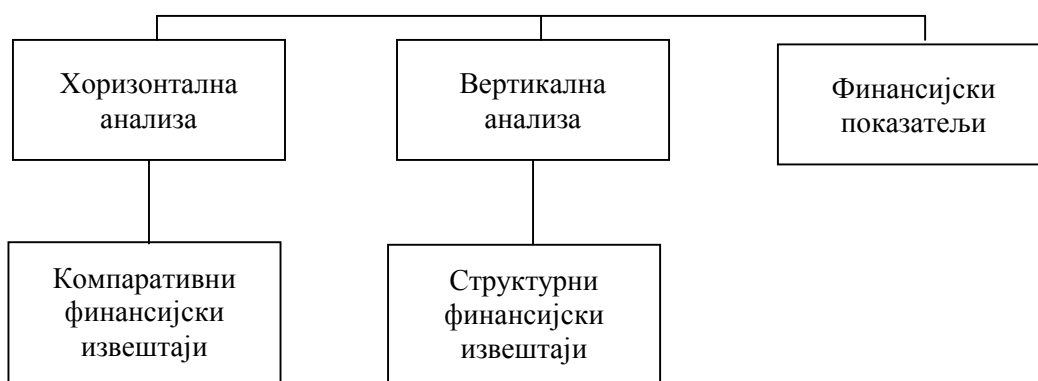 Хоризонтална
анализа
Вертикална
анализа
Финансијски
показатељи
Компаративни
финансијски
извештаји
Структурни
финансијски
извештаји